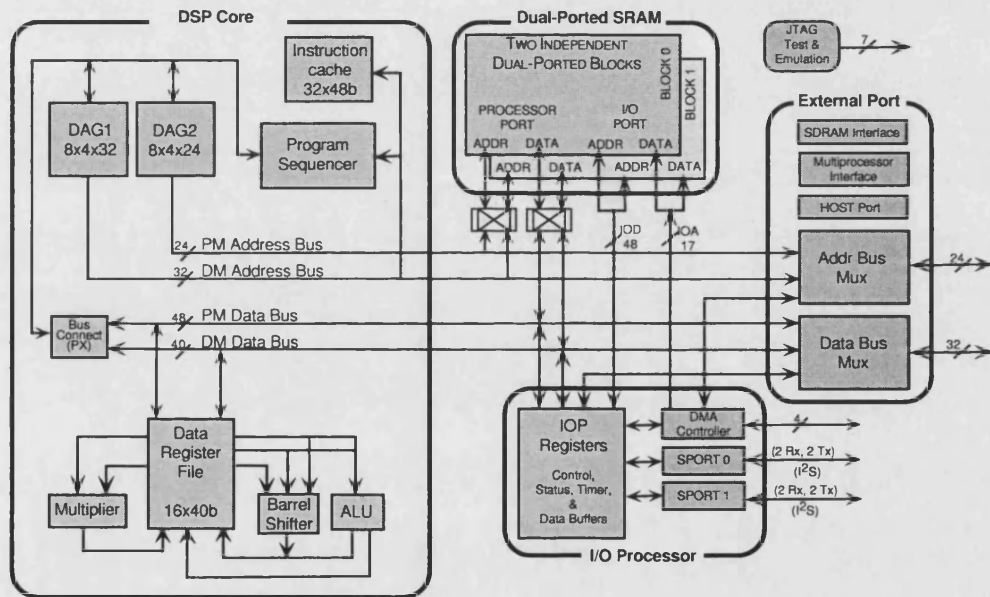 DSP Core
Instruction
cache
32x48b
DAG1
8x4x32
DAG2
8x4x24
Program
Sequencer
24
PM Address Bus
32
DM Address Bus
Bus
Connect
(PX)
48
PM Data Bus
40
DM Data Bus
Data
Register
File
16x40b
Multiplier
Barrel
Shifter
ALU
Dual-Ported SRAM
TWO INDEPENDENT
DUAL-PORTED BLOCKS
BLOCK 0
BLOCK 1
PROCESSOR
PORT
I/O
PORT
ADDR DATA ADDR DATA
ADDR DATA ADDR DATA
IOD
48
IOA
17
JTAG
Test &
Emulation
7
External Port
SDRAM Interface
Multiprocessor
Interface
HOST Port
Addr Bus
Mux
24
Data Bus
Mux
32
IOP
Registers
Control,
Status, Timer,
&
Data Buffers
DMA
Controller
4
SPORT 0
(2 Rx, 2 Tx)
(I²S)
SPORT 1
(2 Rx, 2 Tx)
(I²S)
I/O Processor